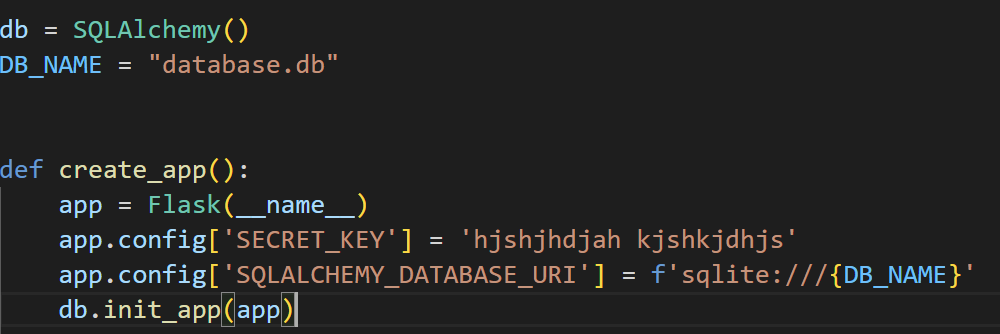 db = SQLAlchemy()
DB_NAME = "database.db"
def create_app():
    app = Flask(__name__)
    app.config['SECRET_KEY'] = 'hjshjhdjah kjshkjdhjs'
    app.config['SQLALCHEMY_DATABASE_URI'] = f'sqlite:///{DB_NAME}'
    db.init_app(app)